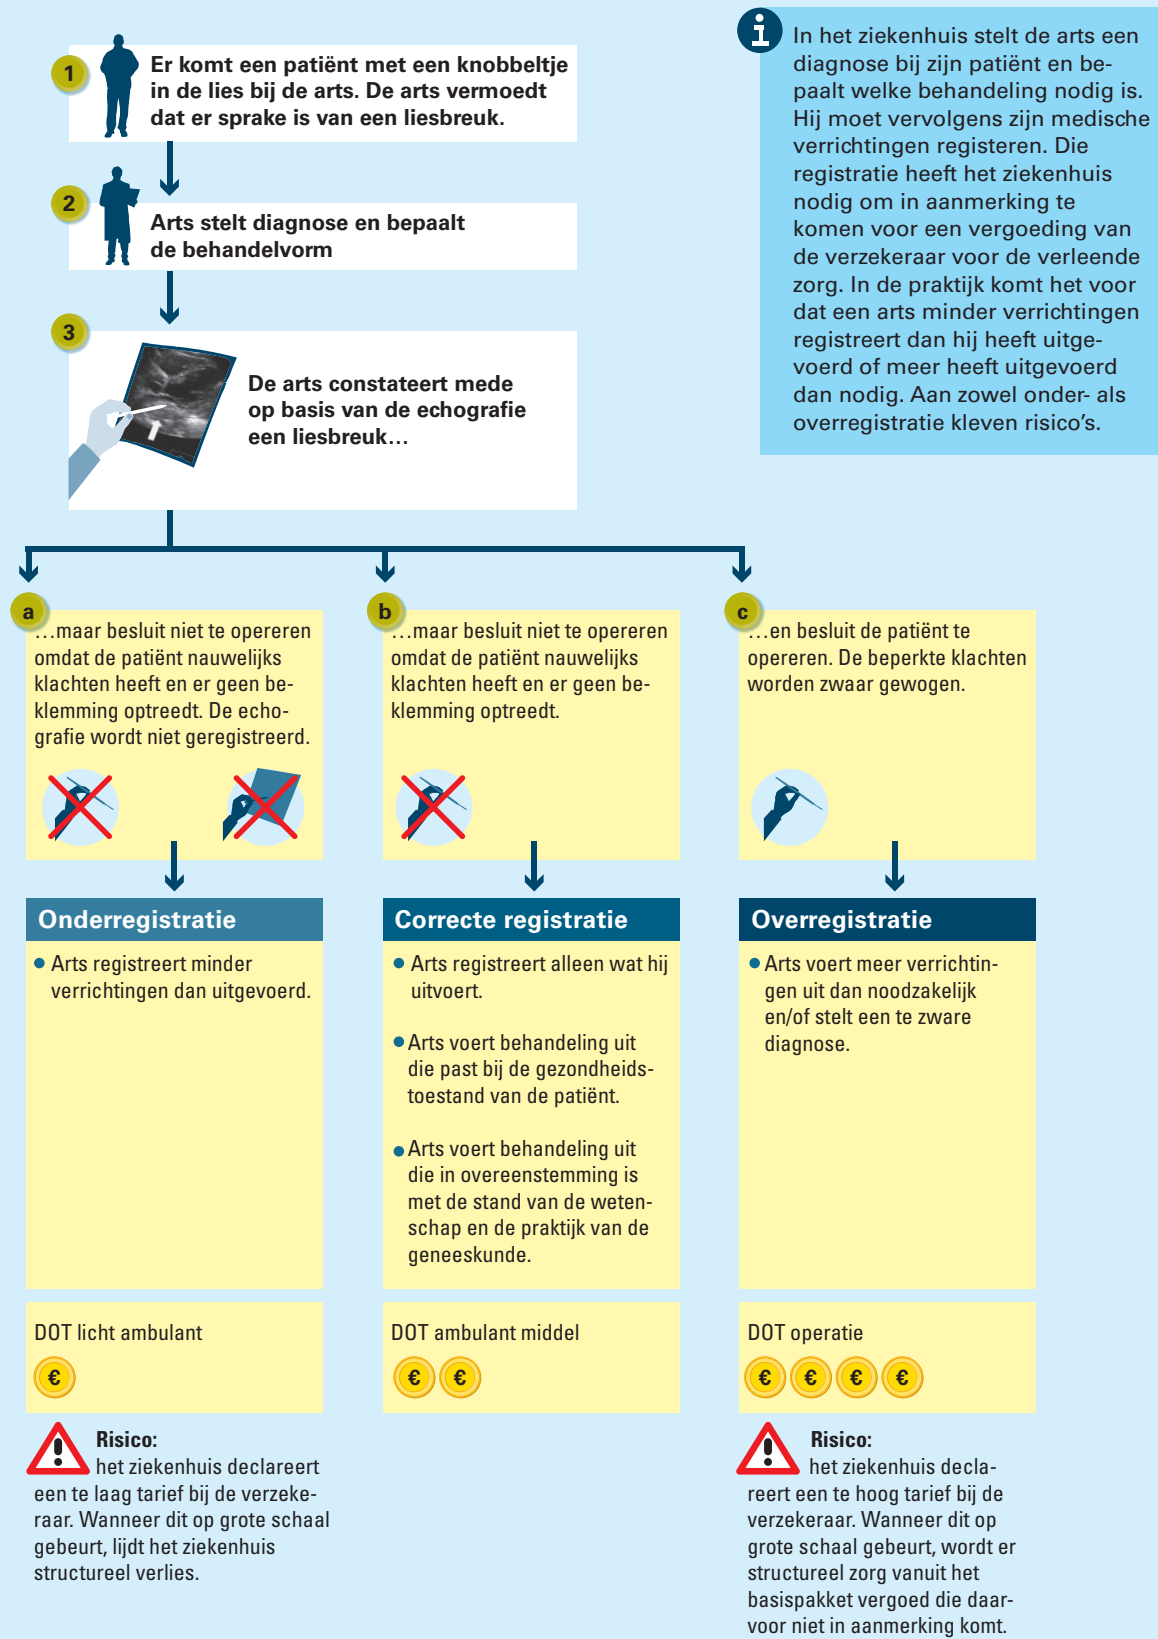 1
Er komt een patiënt met een knobbeltje
in de lies bij de arts. De arts vermoedt
dat er sprake is van een liesbreuk.
i
In het ziekenhuis stelt de arts een
diagnose bij zijn patiënt en be-
paalt welke behandeling nodig is.
Hij moet vervolgens zijn medische
verrichtingen registeren. Die
registratie heeft het ziekenhuis
nodig om in aanmerking te
komen voor een vergoeding van
de verzekeraar voor de verleende
zorg. In de praktijk komt het voor
dat een arts minder verrichtingen
registreert dan hij heeft uitge-
voerd of meer heeft uitgevoerd
dan nodig. Aan zowel onder- als
overregistratie kleven risico's.
2
Arts stelt diagnose en bepaalt
de behandelvorm
3
De arts constateert mede
op basis van de echografie
een liesbreuk…
a
…maar besluit niet te opereren
omdat de patiënt nauwelijks
klachten heeft en er geen be-
klemming optreedt. De echo-
grafie wordt niet geregistreerd.
Onderregistratie
• Arts registreert minder
verrichtingen dan uitgevoerd.
DOT licht ambulant
€
Risico:
het ziekenhuis declareert
een te laag tarief bij de verzeke-
raar. Wanneer dit op grote schaal
gebeurt, lijdt het ziekenhuis
structureel verlies.
b
…maar besluit niet te opereren
omdat de patiënt nauwelijks
klachten heeft en er geen be-
klemming optreedt.
Correcte registratie
• Arts registreert alleen wat hij
uitvoert.
• Arts voert behandeling uit
die past bij de gezondheids-
toestand van de patiënt.
• Arts voert behandeling uit
die in overeenstemming is
met de stand van de weten-
schap en de praktijk van de
geneeskunde.
DOT ambulant middel
€ €
c
…en besluit de patiënt te
opereren. De beperkte klachten
worden zwaar gewogen.
Overregistratie
• Arts voert meer verrichtin-
gen uit dan noodzakelijk
en/of stelt een te zware
diagnose.
DOT operatie
€ € € €
Risico:
het ziekenhuis decla-
reert een te hoog tarief bij de
verzekeraar. Wanneer dit op
grote schaal gebeurt, wordt er
structureel zorg vanuit het
basispakket vergoed die daar-
voor niet in aanmerking komt.